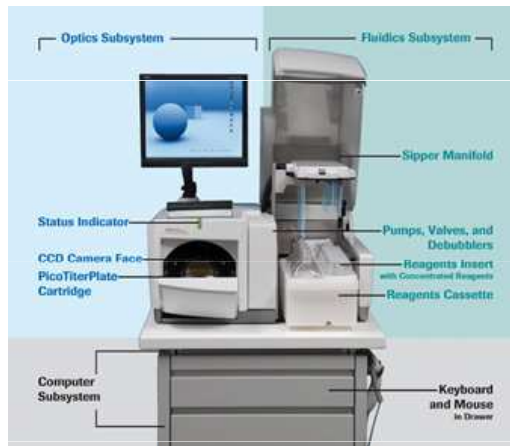 Optics Subsystem
Fluidics Subsystem
Sipper Manifold
Status Indicator
Pumps, Valves, and
Debubblers
CCD Camera Face
PicoTiterPlate
Cartridge
Reagents Insert
with Concentrated Reagents
Reagents Cassette
Computer
Subsystem
Keyboard
and Mouse
in Drawer